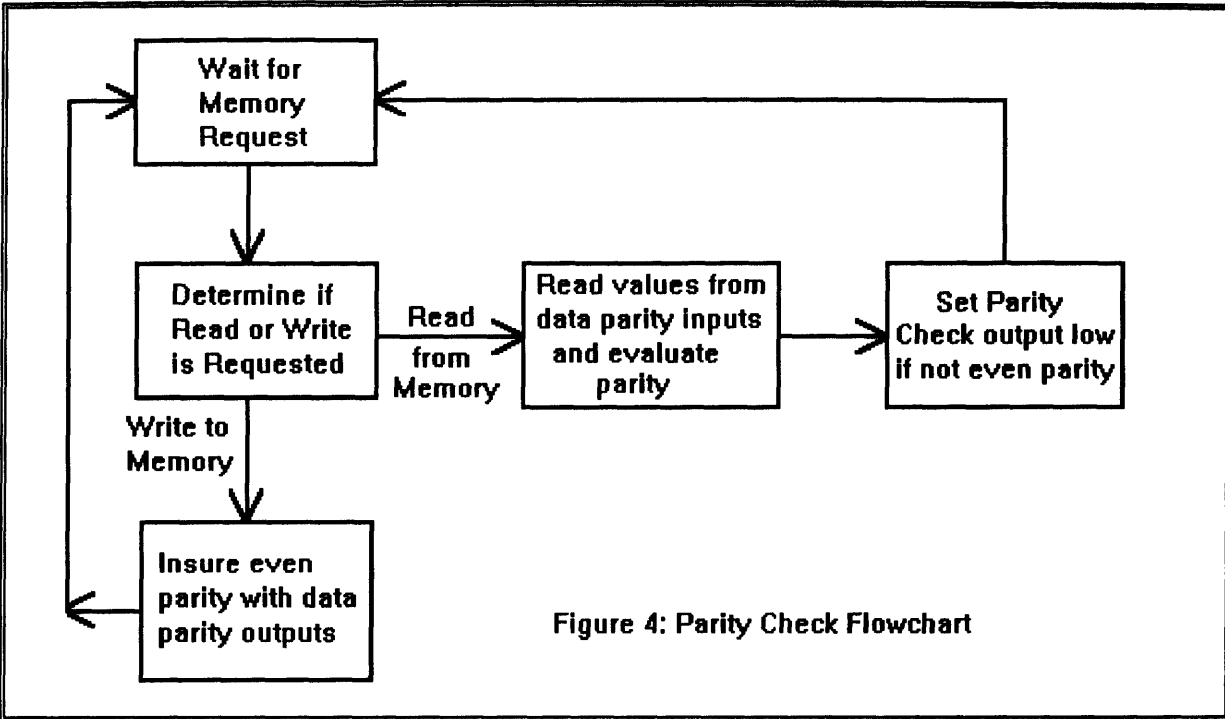 Wait for
Memory
Request
Determine if
Read or Write
is Requested
Read
from
Memory
Read values from
data parity inputs
and evaluate
parity
Set Parity
Check output low
if not even parity
Write to
Memory
Insure even
parity with data
parity outputs
Figure 4: Parity Check Flowchart